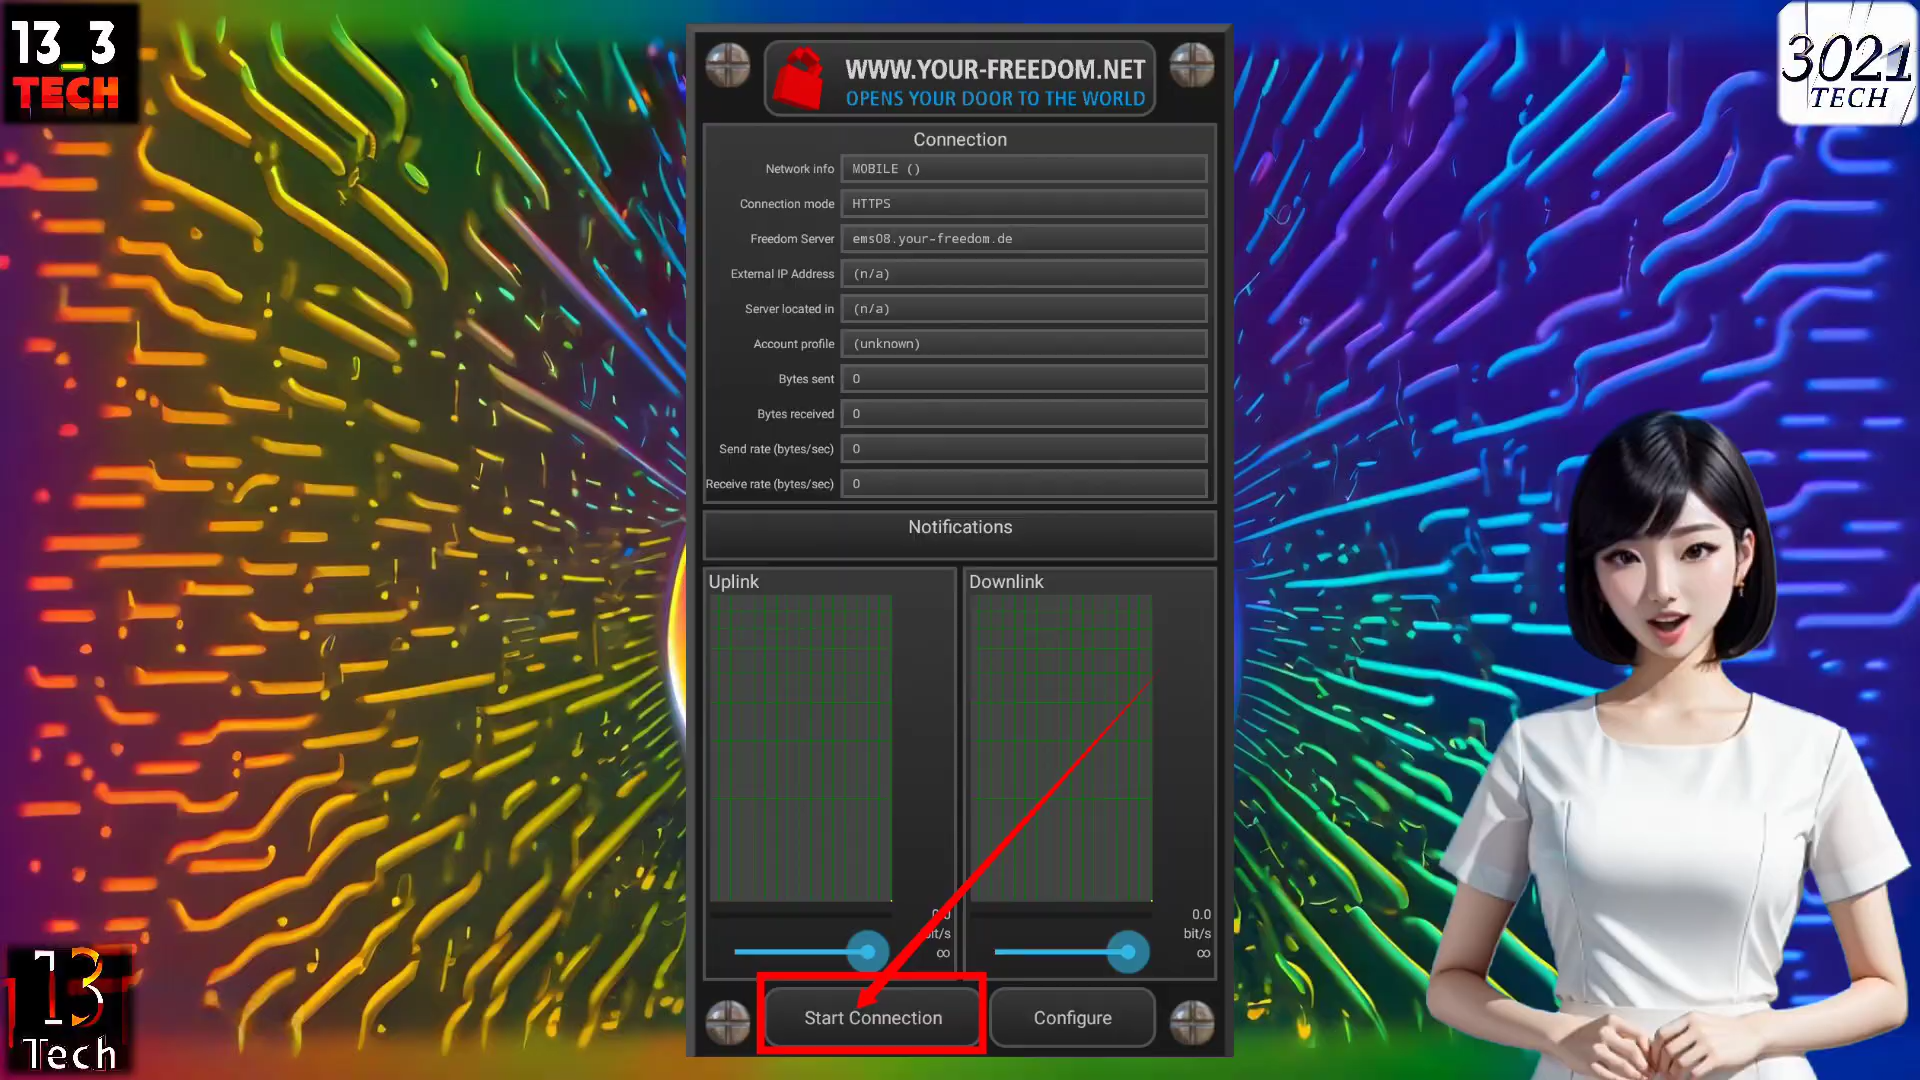 13_3
TECH
3021
TECH
WWW.YOUR-FREEDOM.NET
OPENS YOUR DOOR TO THE WORLD
Connection
Network info MOBILE ()
Connection mode HTTPS
Freedom Server ems08.your-freedom.de
External IP Address (n/a)
Server located in (n/a)
Account profile (unknown)
Bytes sent 0
Bytes received 0
Send rate (bytes/sec) 0
Receive rate (bytes/sec) 0
Notifications
Uplink
Downlink
0.0
bit/s
∞
0.0
bit/s
∞
Start Connection
Configure
13
Tech